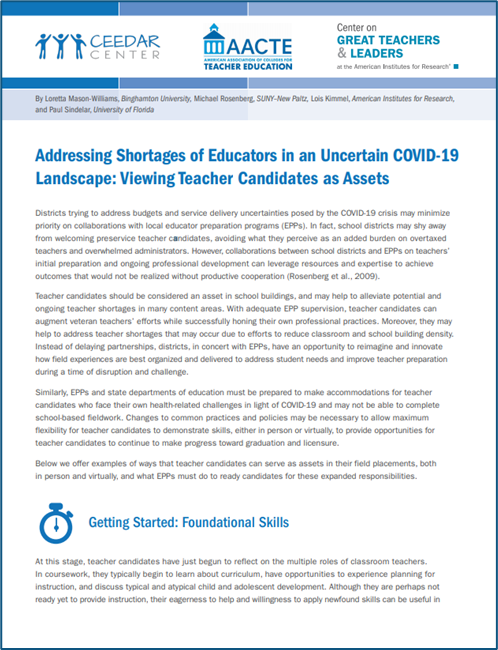 CEEDAR
CENTER
AACTE
AMERICAN ASSOCIATION OF COLLEGES FOR
TEACHER EDUCATION
Center on
GREAT TEACHERS
& LEADERS
at the American Institutes for Research
By Loretta Mason-Williams, Binghamton University, Michael Rosenberg, SUNY–New Paltz, Lois Kimmel, American Institutes for Research,
and Paul Sindelar, University of Florida
Addressing Shortages of Educators in an Uncertain COVID-19
Landscape: Viewing Teacher Candidates as Assets
Districts trying to address budgets and service delivery uncertainties posed by the COVID-19 crisis may minimize
priority on collaborations with local educator preparation programs (EPPs). In fact, school districts may shy away
from welcoming preservice teacher candidates, avoiding what they perceive as an added burden on overtaxed
teachers and overwhelmed administrators. However, collaborations between school districts and EPPs on teachers’
initial preparation and ongoing professional development can leverage resources and expertise to achieve
outcomes that would not be realized without productive cooperation (Rosenberg et al., 2009).
Teacher candidates should be considered an asset in school buildings, and may help to alleviate potential and
ongoing teacher shortages in many content areas. With adequate EPP supervision, teacher candidates can
augment veteran teachers’ efforts while successfully honing their own professional practices. Moreover, they may
help to address teacher shortages that may occur due to efforts to reduce classroom and school building density.
Instead of delaying partnerships, districts, in concert with EPPs, have an opportunity to reimagine and innovate
how field experiences are best organized and delivered to address student needs and improve teacher preparation
during a time of disruption and challenge.
Similarly, EPPs and state departments of education must be prepared to make accommodations for teacher
candidates who face their own health-related challenges in light of COVID-19 and may not be able to complete
school-based fieldwork. Changes to common practices and policies may be necessary to allow maximum
flexibility for teacher candidates to demonstrate skills, either in person or virtually, to provide opportunities for
teacher candidates to continue to make progress toward graduation and licensure.
Below we offer examples of ways that teacher candidates can serve as assets in their field placements, both
in person and virtually, and what EPPs must do to ready candidates for these expanded responsibilities.
Getting Started: Foundational Skills
At this stage, teacher candidates have just begun to reflect on the multiple roles of classroom teachers.
In coursework, they typically begin to learn about curriculum, have opportunities to experience planning for
instruction, and discuss typical and atypical child and adolescent development. Although they are perhaps not
ready yet to provide instruction, their eagerness to help and willingness to apply newfound skills can be useful in